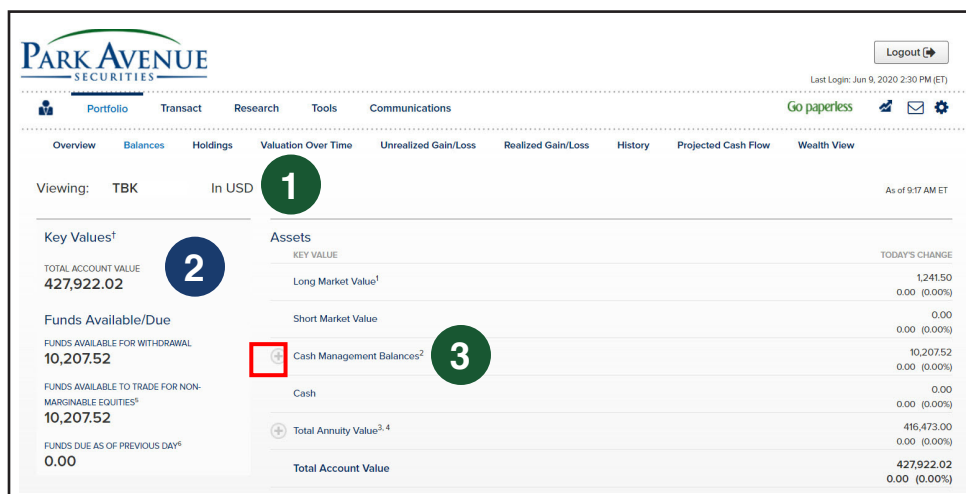 PARK AVENUE
SECURITIES
Logout
Last Login: Jun 9, 2020 2:30 PM (ET)
Portfolio Transact Research Tools Communications Go paperless
Overview Balances Holdings Valuation Over Time Unrealized Gain/Loss Realized Gain/Loss History Projected Cash Flow Wealth View
Viewing: TBK In USD 1 As of 9:17 AM ET
Key Values†
TOTAL ACCOUNT VALUE
427,922.02
2
Funds Available/Due
FUNDS AVAILABLE FOR WITHDRAWAL
10,207.52
FUNDS AVAILABLE TO TRADE FOR NON-
MARGINABLE EQUITIES⁵
10,207.52
FUNDS DUE AS OF PREVIOUS DAY⁶
0.00
Assets
KEY VALUE TODAY'S CHANGE
Long Market Value¹ 1,241.50
0.00 (0.00%)
Short Market Value 0.00
0.00 (0.00%)
Cash Management Balances² 3 10,207.52
0.00 (0.00%)
Cash 0.00
0.00 (0.00%)
Total Annuity Value³, ⁴ 416,473.00
0.00 (0.00%)
Total Account Value 427,922.02
0.00 (0.00%)